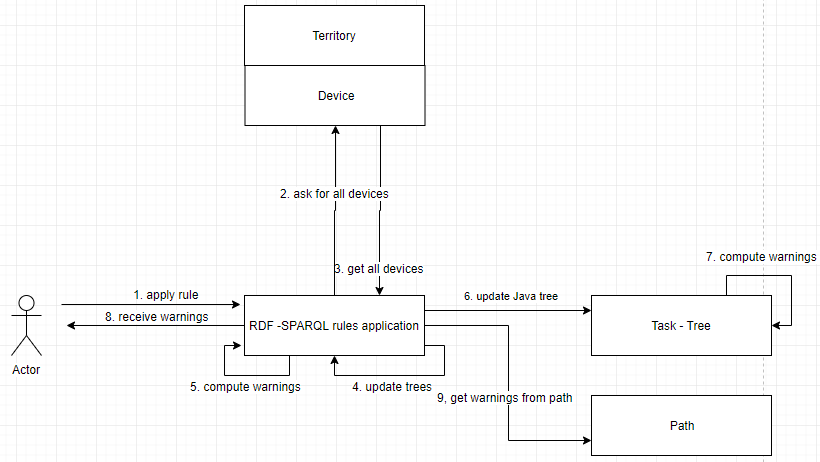 Territory
Device
2. ask for all devices
3. get all devices
7. compute warnings
1. apply rule
6. update Java tree
8. receive warnings
RDF -SPARQL rules application
Task - Tree
Actor
5. compute warnings
4. update trees
9, get warnings from path
Path